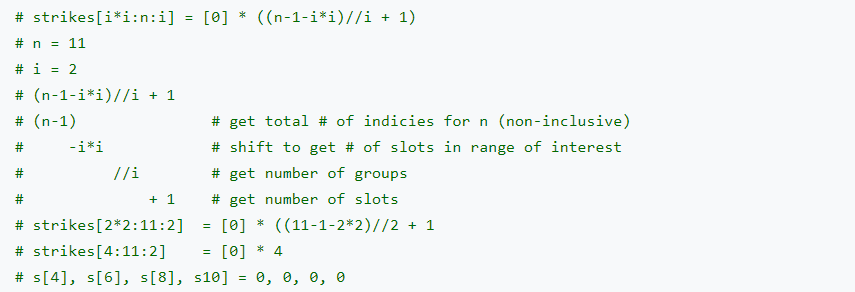 # strikes[i*i:n:i] = [0] * ((n-1-i*i)//i + 1)
# n = 11
# i = 2
# (n-1-i*i)//i + 1
# (n-1)               # get total # of indicies for n (non-inclusive)
#     -i*i            # shift to get # of slots in range of interest
#          //i        # get number of groups
#              + 1    # get number of slots
# strikes[2*2:11:2]  = [0] * ((11-1-2*2)//2 + 1
# strikes[4:11:2]    = [0] * 4
# s[4], s[6], s[8], s10] = 0, 0, 0, 0